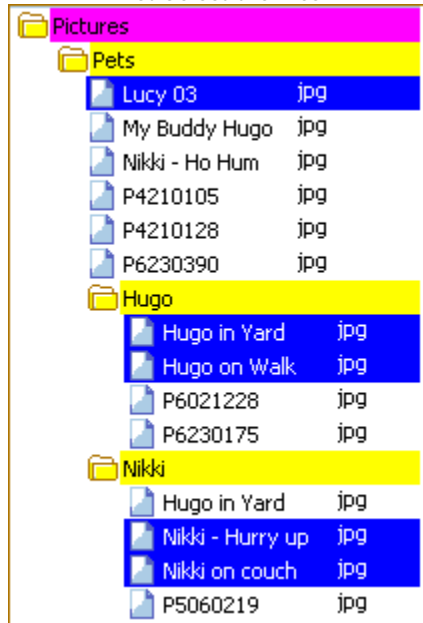 Pictures
Pets
Lucy 03 jpg
My Buddy Hugo jpg
Nikki - Ho Hum jpg
P4210105 jpg
P4210128 jpg
P6230390 jpg
Hugo
Hugo in Yard jpg
Hugo on Walk jpg
P6021228 jpg
P6230175 jpg
Nikki
Hugo in Yard jpg
Nikki - Hurry up jpg
Nikki on couch jpg
P5060219 jpg